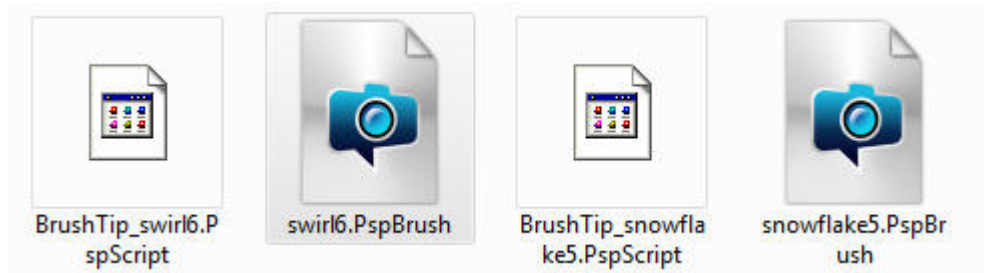 BrushTip_swirl6.P
spScript
swirl6.PspBrush
BrushTip_snowfla
ke5.PspScript
snowflake5.PspBr
ush